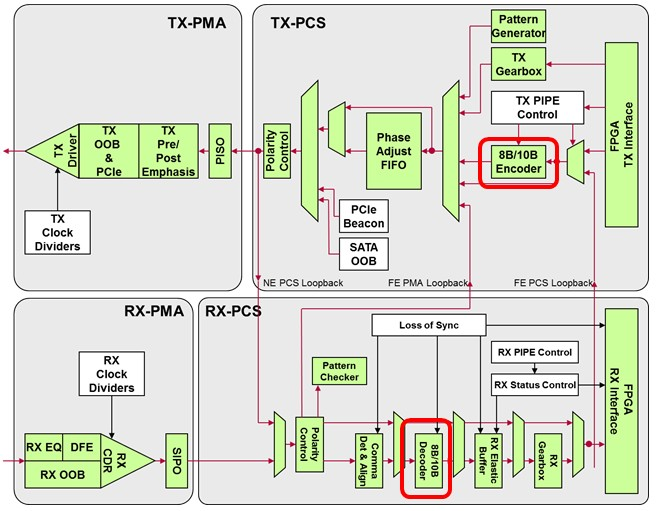 TX-PMA
TX-PCS
Pattern
Generator
TX
Gearbox
TX PIPE
Control
8B/10B
Encoder
FPGA
TX Interface
Phase
Adjust
FIFO
Polarity
Control
PCIe
Beacon
SATA
OOB
PISO
TX
Pre/
Post
Emphasis
TX
OOB
&
PCIe
TX
Driver
TX
Clock
Dividers
NE PCS Loopback
FE PMA Loopback
FE PCS Loopback
RX-PMA
RX-PCS
RX
Clock
Dividers
RX EQ
DFE
RX OOB
RX
CDR
SIPO
Loss of Sync
Pattern
Checker
RX PIPE Control
RX Status Control
Polarity
Control
Comma
Det & Align
8B/10B
Decoder
RX Elastic
Buffer
RX
Gearbox
FPGA
RX Interface